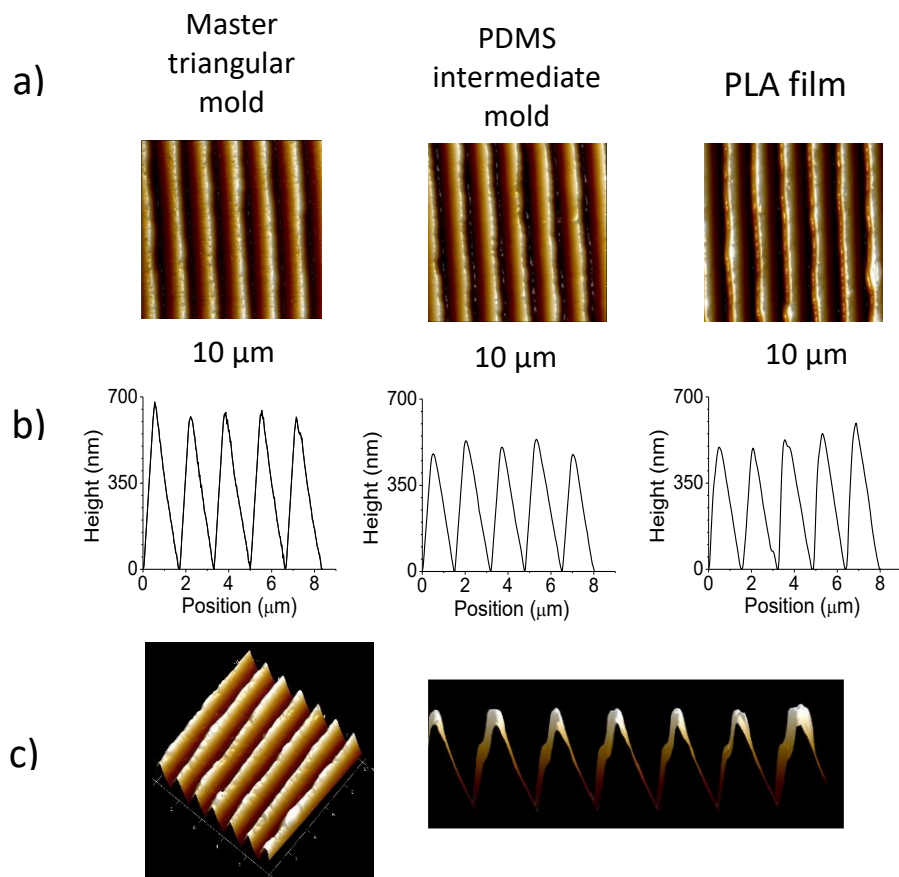 a)
Master
triangular
mold
PDMS
intermediate
mold
PLA film
10 µm
10 µm
10 µm
b)
700
350
0
Height (nm)
0 2 4 6 8
Position (µm)
700
350
0
Height (nm)
0 2 4 6 8
Position (µm)
700
350
0
Height (nm)
0 2 4 6 8
Position (µm)
c)